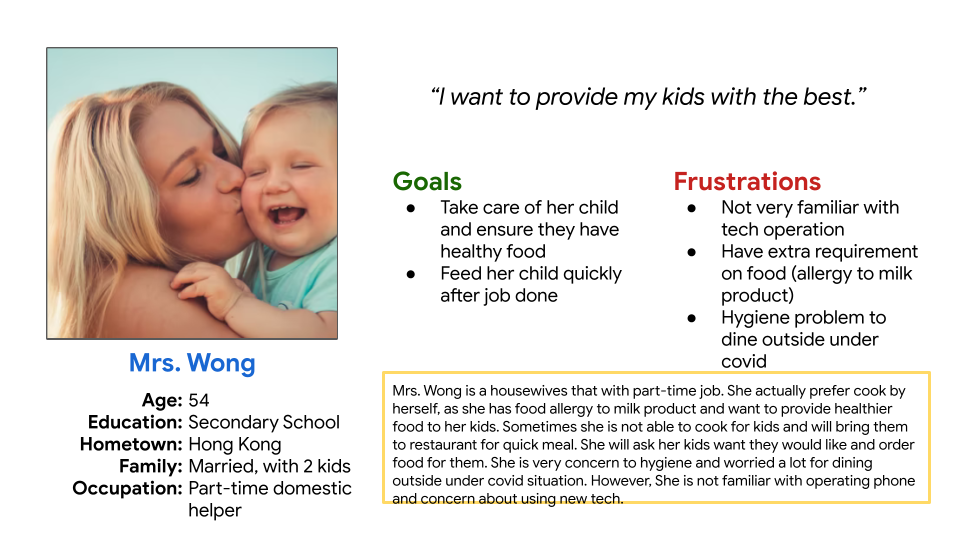 “I want to provide my kids with the best.”
Goals
● Take care of her child
and ensure they have
healthy food
● Feed her child quickly
after job done
Frustrations
● Not very familiar with
tech operation
● Have extra requirement
on food (allergy to milk
product)
● Hygiene problem to
dine outside under
covid
Mrs. Wong
Age: 54
Education: Secondary School
Hometown: Hong Kong
Family: Married, with 2 kids
Occupation: Part-time domestic
helper
Mrs. Wong is a housewives that with part-time job. She actually prefer cook by
herself, as she has food allergy to milk product and want to provide healthier
food to her kids. Sometimes she is not able to cook for kids and will bring them
to restaurant for quick meal. She will ask her kids want they would like and order
food for them. She is very concern to hygiene and worried a lot for dining
outside under covid situation. However, She is not familiar with operating phone
and concern about using new tech.